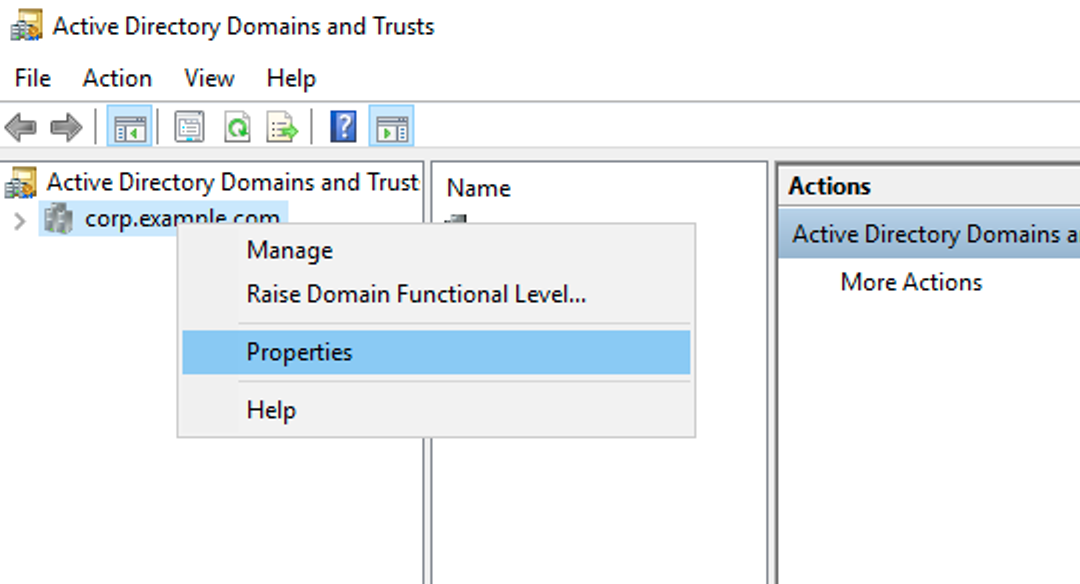 Active Directory Domains and Trusts
File Action View Help
Active Directory Domains and Trust
corp.example.com
Name
Actions
Active Directory Domains a
More Actions
Manage
Raise Domain Functional Level...
Properties
Help